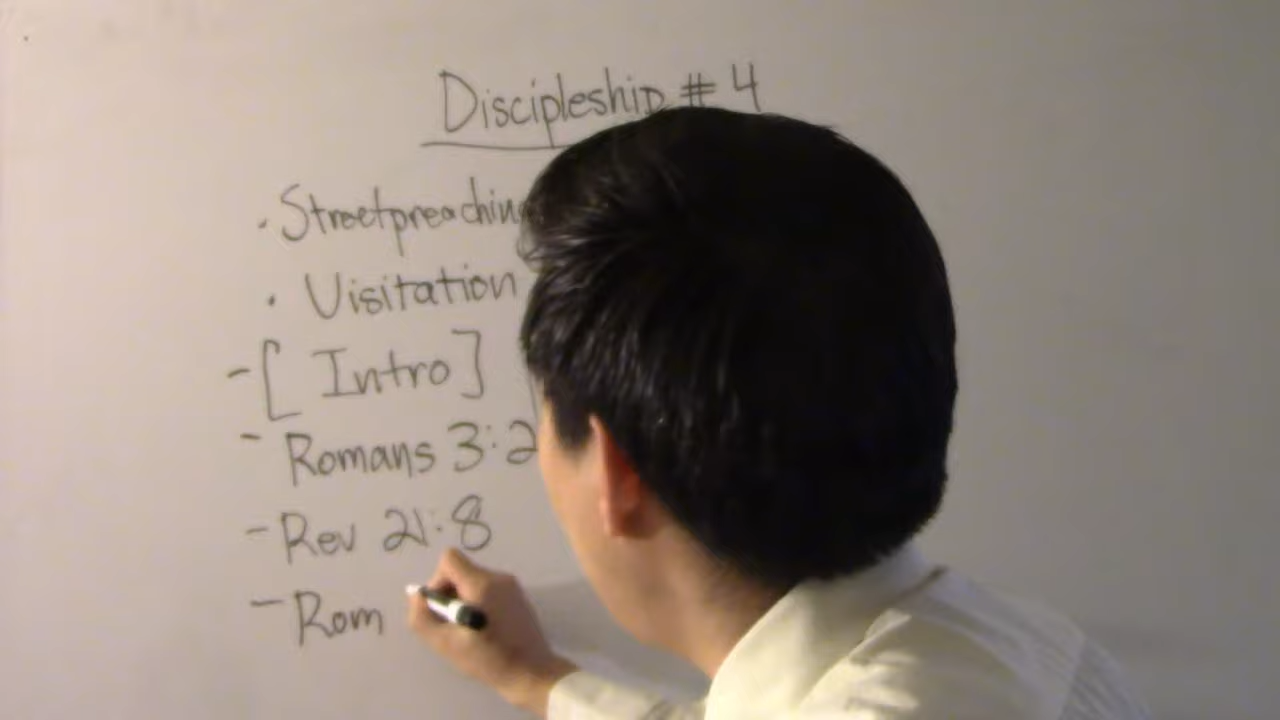 Discipleship # 4
• Streetpreaching
• Visitation
- [ Intro ]
- Romans 3:2
- Rev 21:8
- Rom